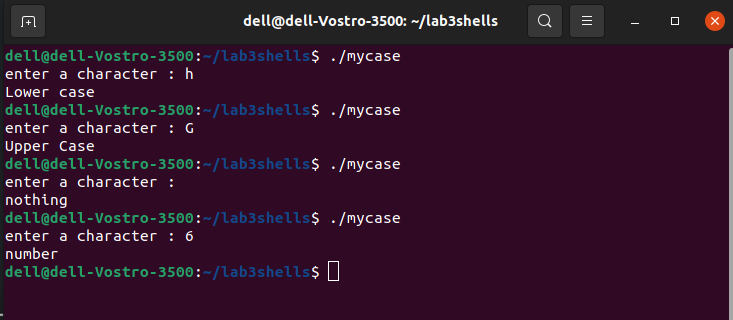 dell@dell-Vostro-3500: ~/lab3shells
dell@dell-Vostro-3500:~/lab3shells$ ./mycase
enter a character : h
Lower case
dell@dell-Vostro-3500:~/lab3shells$ ./mycase
enter a character : G
Upper Case
dell@dell-Vostro-3500:~/lab3shells$ ./mycase
enter a character :
nothing
dell@dell-Vostro-3500:~/lab3shells$ ./mycase
enter a character : 6
number
dell@dell-Vostro-3500:~/lab3shells$